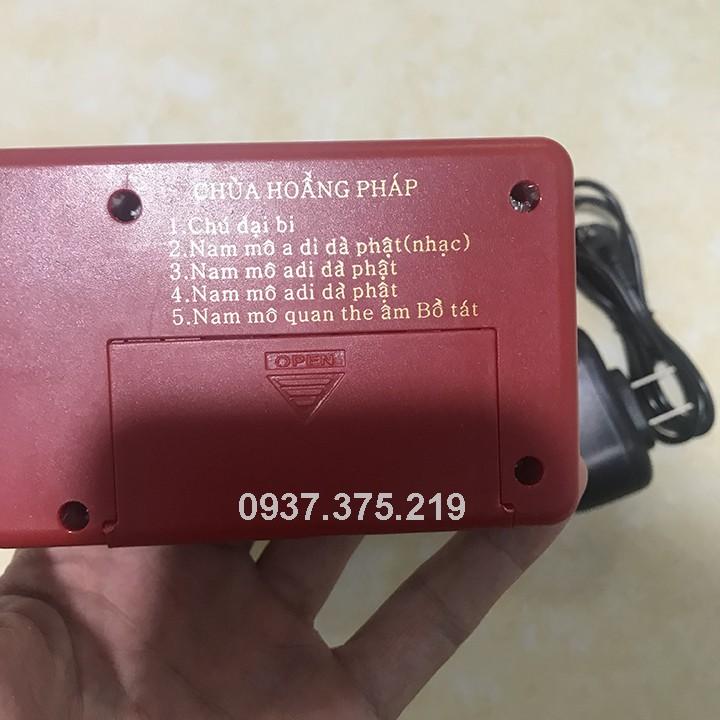 CHÙA HOẰNG PHÁP
1.Chú đại bi
2.Nam mô a di dà phật(nhạc)
3.Nam mô adi dà phật
4.Nam mô adi dà phật
5.Nam mô quan the âm Bồ tát
OPEN
0937.375.219